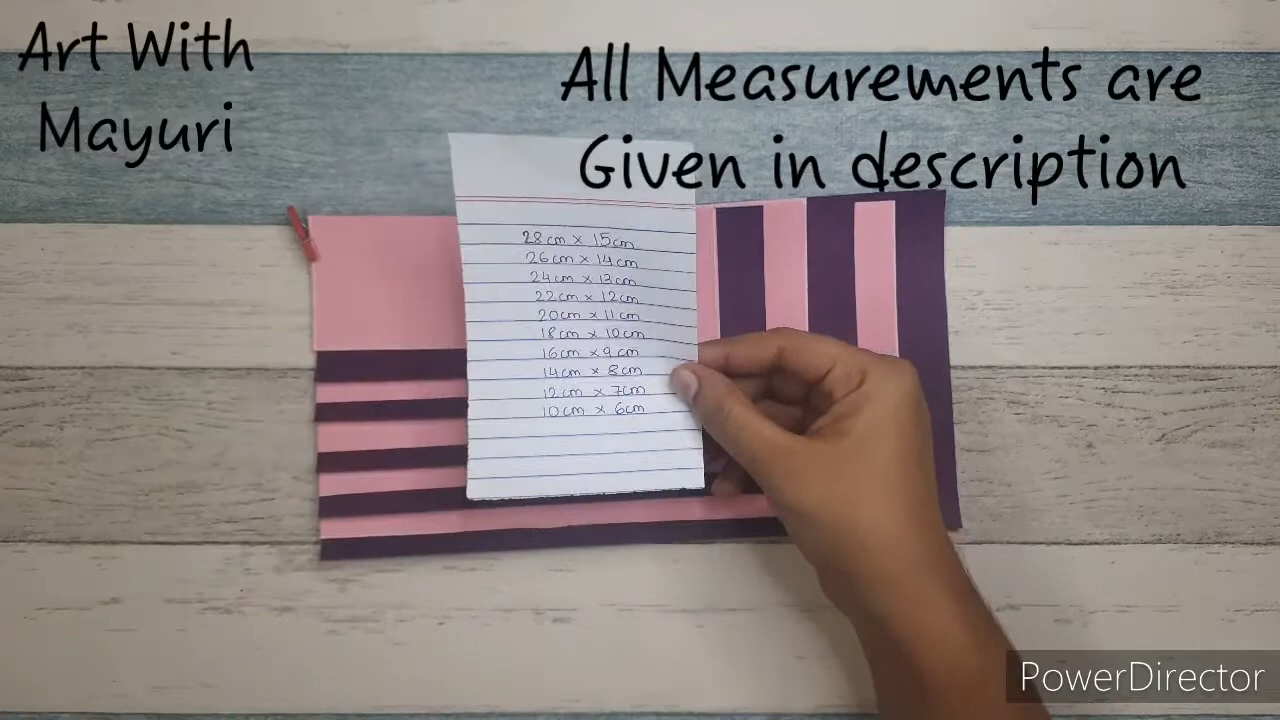 Art With
Mayuri
All Measurements are
Given in description
28cm × 15cm
26cm × 14cm
24cm × 13cm
22cm × 12cm
20cm × 11cm
18cm × 10cm
16cm × 9cm
14cm × 8cm
12cm × 7cm
10cm × 6cm
PowerDirector